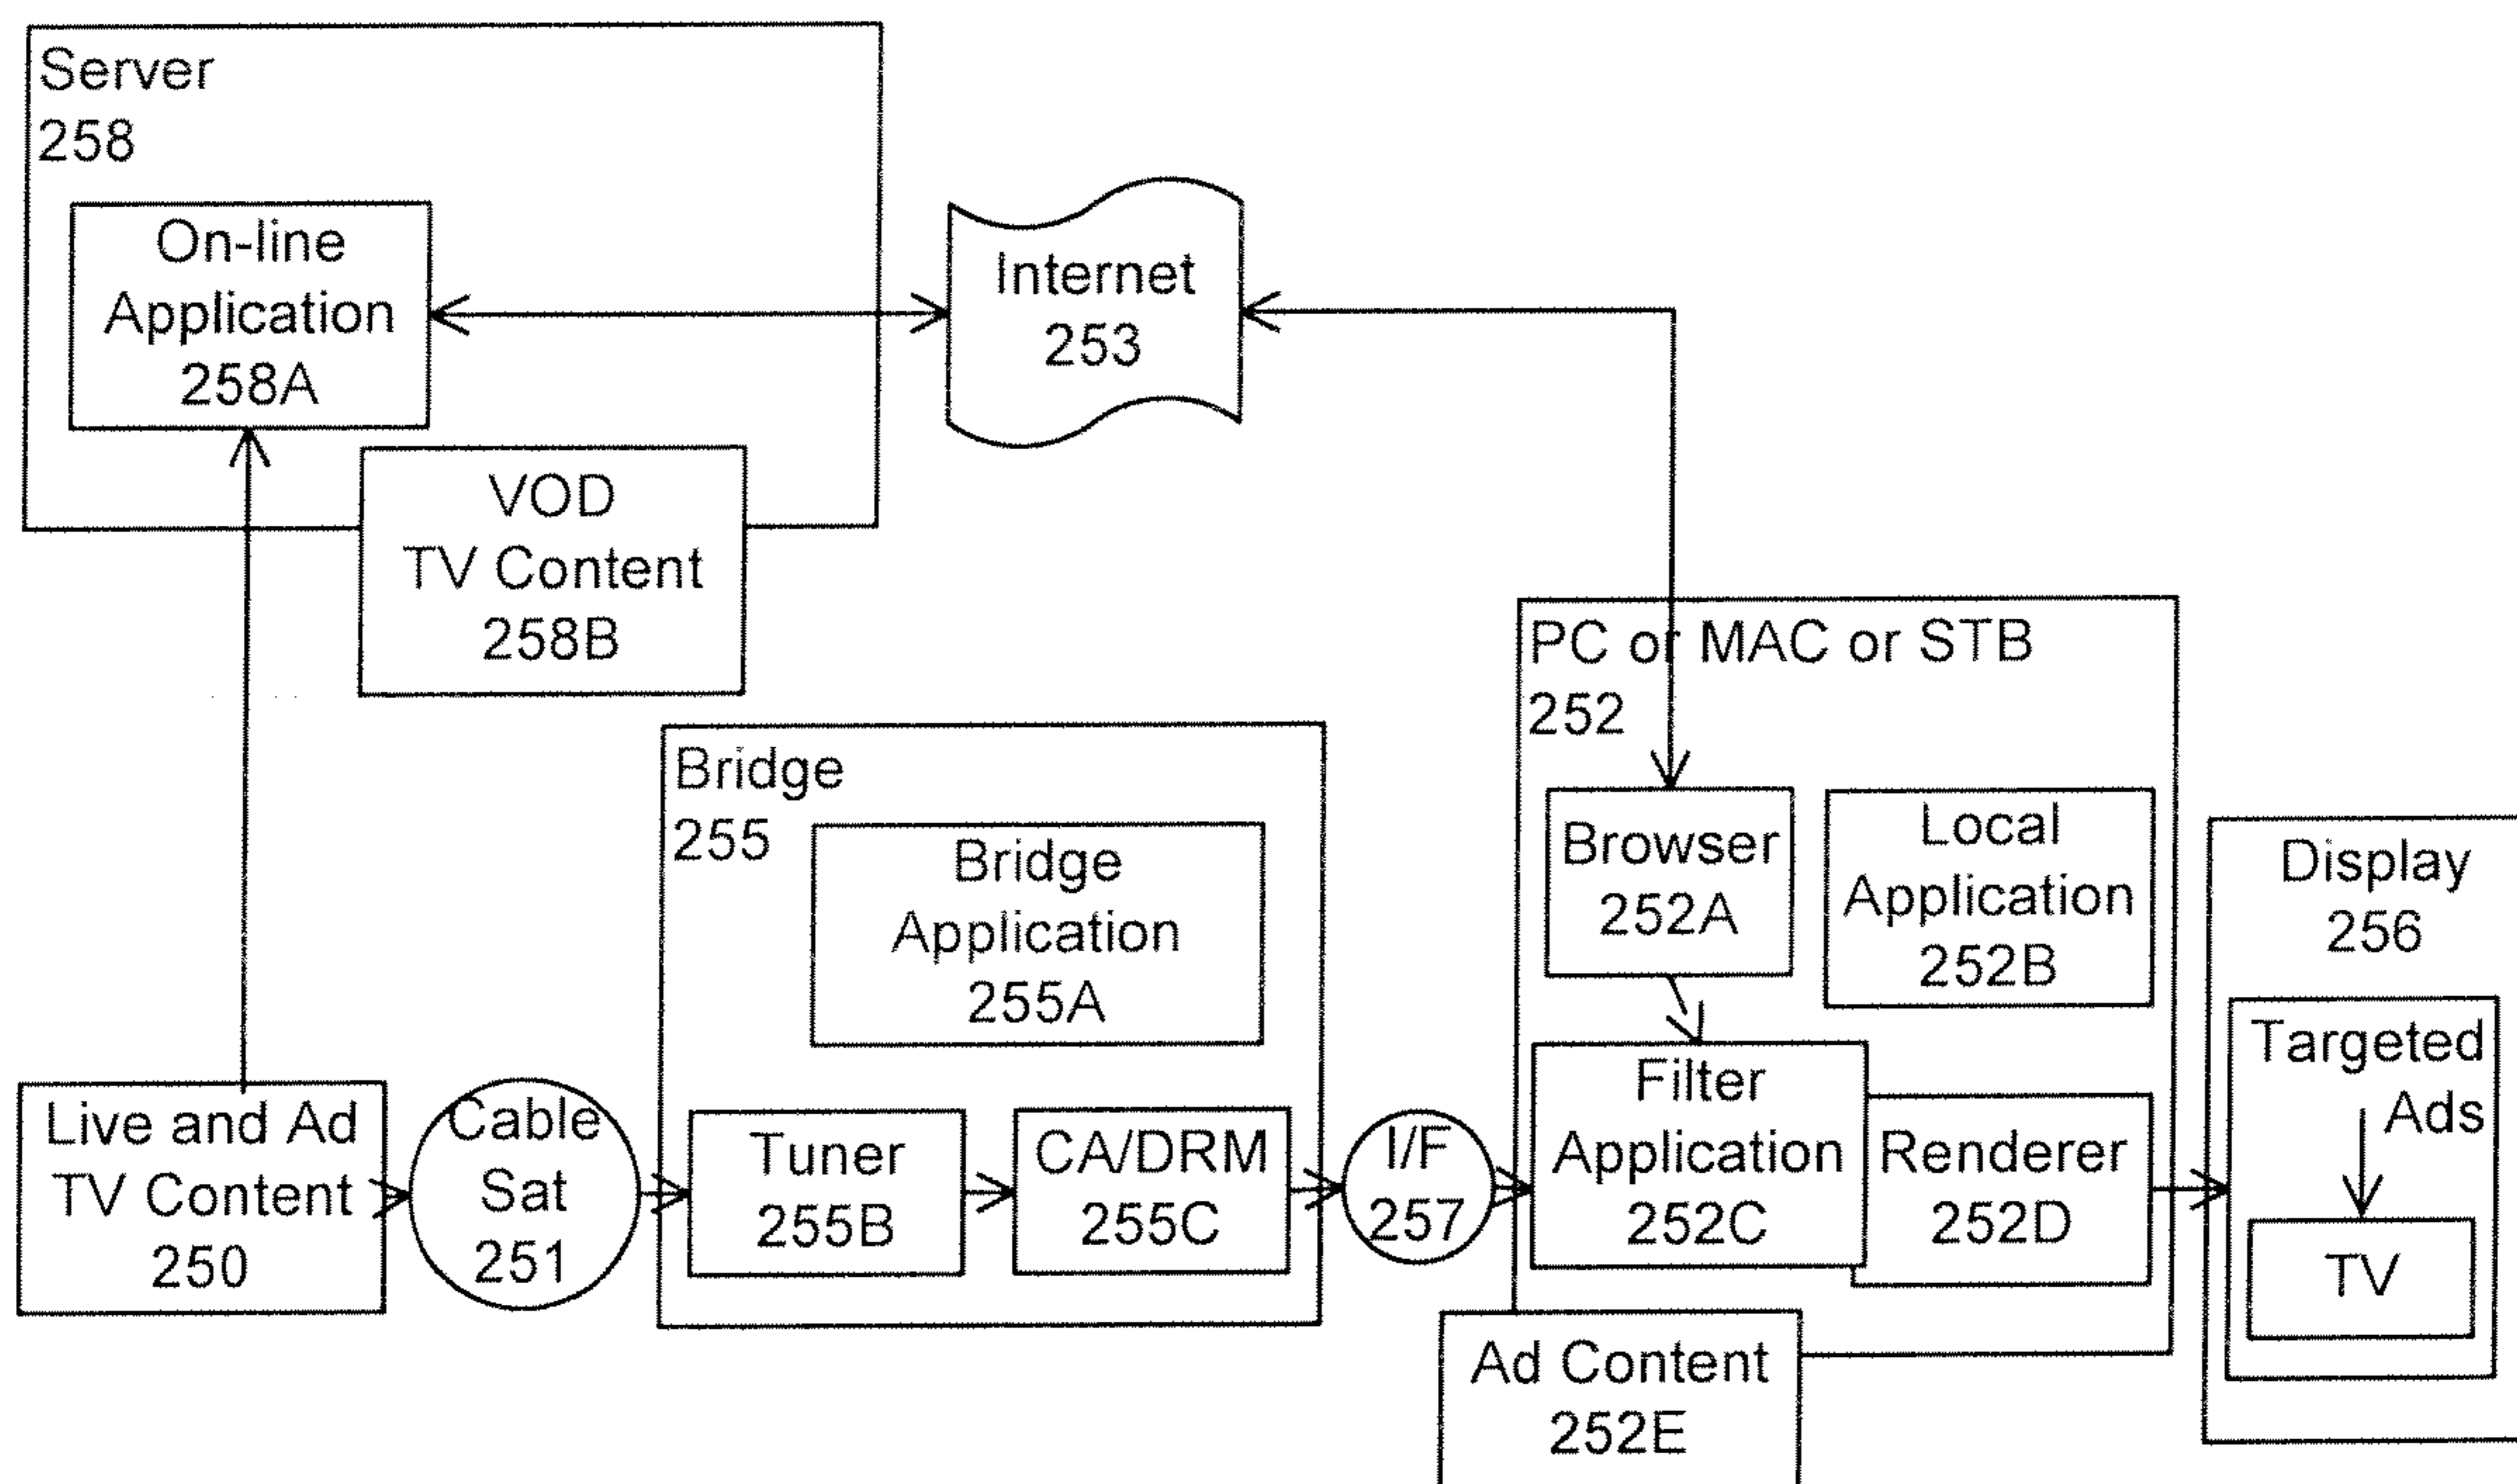 Server
258
On-line
Application
258A
Internet
253
VOD
TV Content
258B
PC or MAC or STB
252
Bridge
255
Bridge
Application
255A
Browser
252A
Local
Application
252B
Display
256
Targeted
Ads
TV
Live and Ad
TV Content
250
Cable
Sat
251
Tuner
255B
CA/DRM
255C
I/F
257
Filter
Application
252C
Renderer
252D
Ad Content
252E